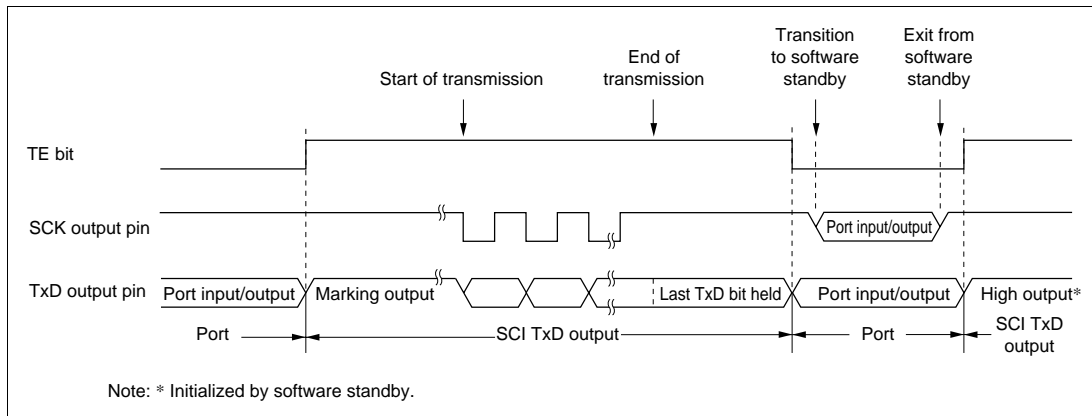 Transition
to software
standby
Exit from
software
standby
End of
transmission
Start of transmission
TE bit
SCK output pin
Port input/output
TxD output pin
Port input/output
Marking output
Last TxD bit held
Port input/output
High output*
Port
SCI TxD output
Port
SCI TxD
output
Note: * Initialized by software standby.